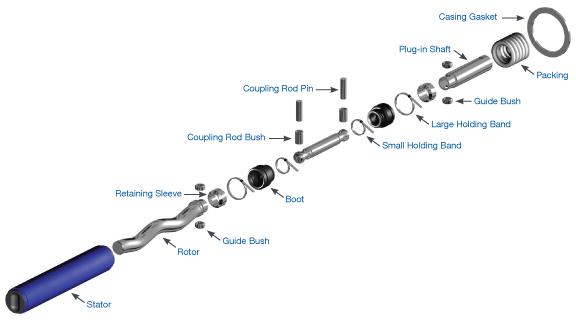 Casing Gasket
Plug-in Shaft
Packing
Coupling Rod Pin
Guide Bush
Large Holding Band
Coupling Rod Bush
Small Holding Band
Retaining Sleeve
Boot
Guide Bush
Rotor
Stator